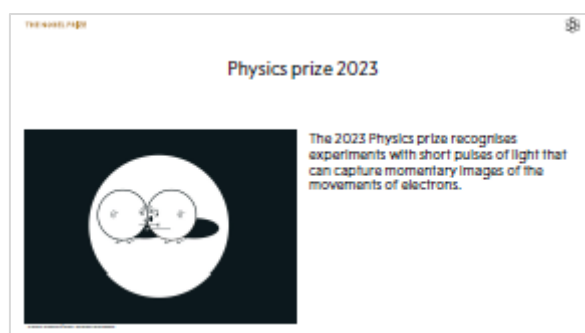 THE NOBEL PRIZE
Physics prize 2023
The 2023 Physics prize recognises
experiments with short pulses of light that
can capture momentary images of the
movements of electrons.